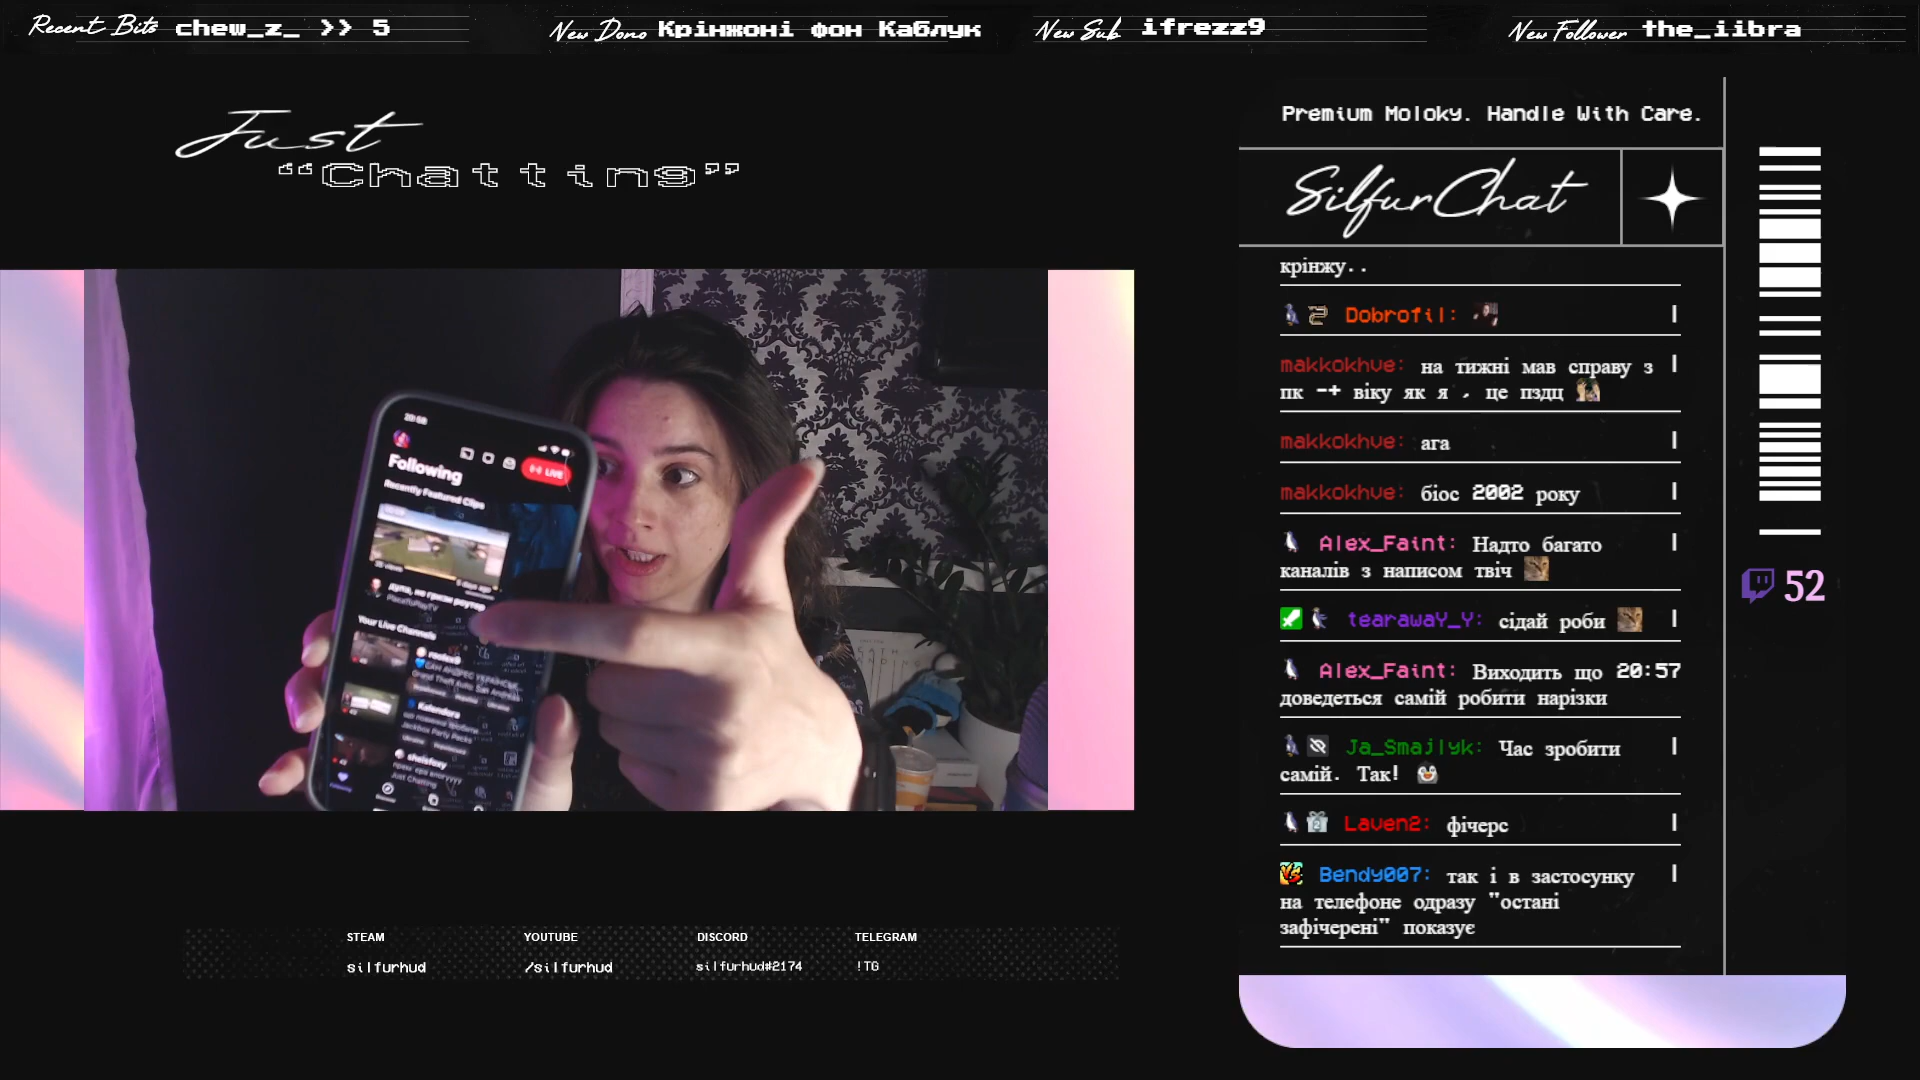 Recent Bits chew_z_ >> 5
New Dono Крінжоні фон Каблук
New Sub ifrezz9
New Follower the_iibra
Just
“Chatting”
Premium Moloky. Handle With Care.
SilfurChat
крінжу..
Dobrofil:
makkokhve: на тижні мав справу з
пк -+ віку як я . це пздц
makkokhve: ага
makkokhve: біос 2002 року
Alex_Faint: Надто багато
каналів з написом твіч
tearawaY_Y: сідай роби
Alex_Faint: Виходить що 20:57
доведеться самій робити нарізки
Ja_Smajlyk: Час зробити
самій. Так!
Laven2: фічерс
Bendy007: так і в застосунку
на телефоне одразу "остані
зафічерені" показує
52
Following
LIVE
Recently Featured Clips
Your Live Channels
Just Chatting
STEAM
silfurhud
YOUTUBE
/silfurhud
DISCORD
silfurhud#2174
TELEGRAM
!TG